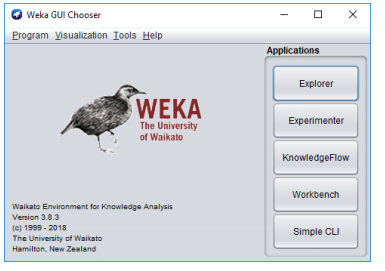 Weka GUI Chooser
Program Visualization Tools Help
Applications
WEKA
The University
of Waikato
Explorer
Experimenter
KnowledgeFlow
Workbench
Simple CLI
Waikato Environment for Knowledge Analysis
Version 3.8.3
(c) 1999 - 2018
The University of Waikato
Hamilton, New Zealand